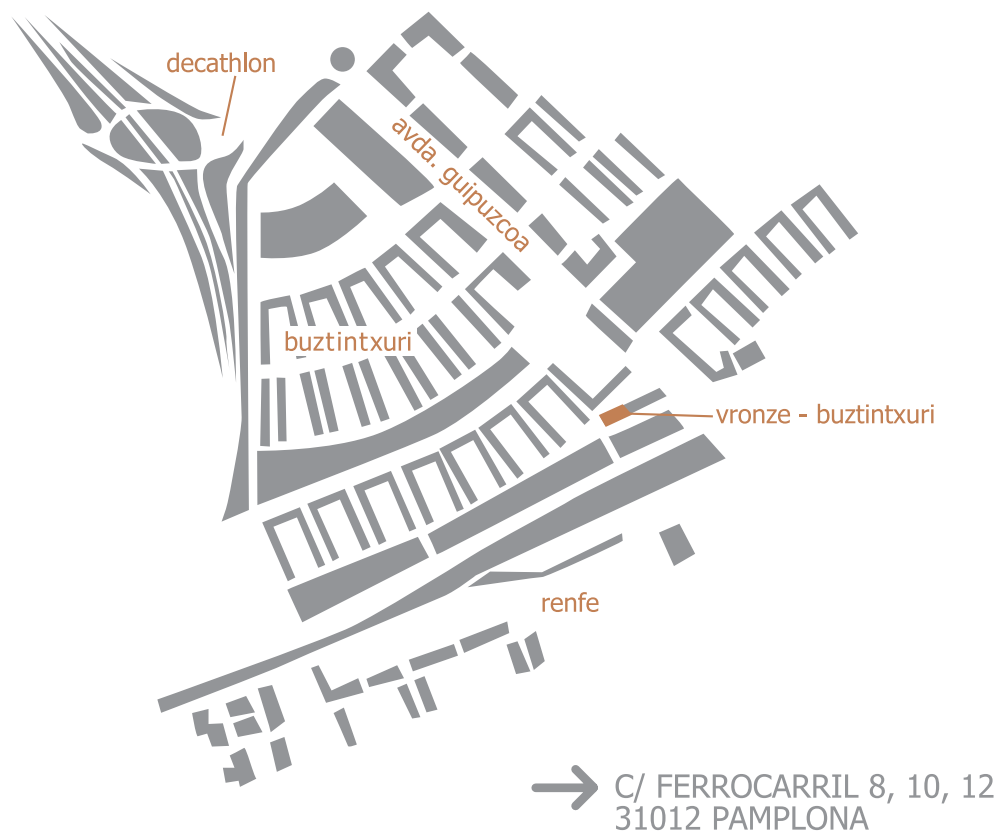 decathlon
avda. guipuzcoa
buztintxuri
vronze - buztintxuri
renfe
C/ FERROCARRIL 8, 10, 12
31012 PAMPLONA